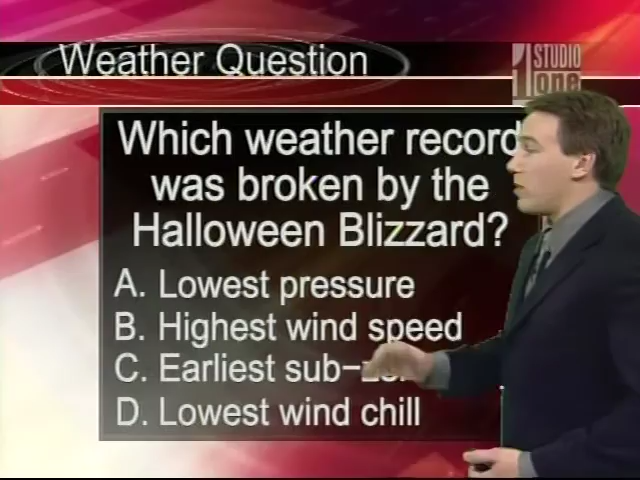 Weather Question
1 STUDIO
one
Which weather record
was broken by the
Halloween Blizzard?
A. Lowest pressure
B. Highest wind speed
C. Earliest sub-
D. Lowest wind chill